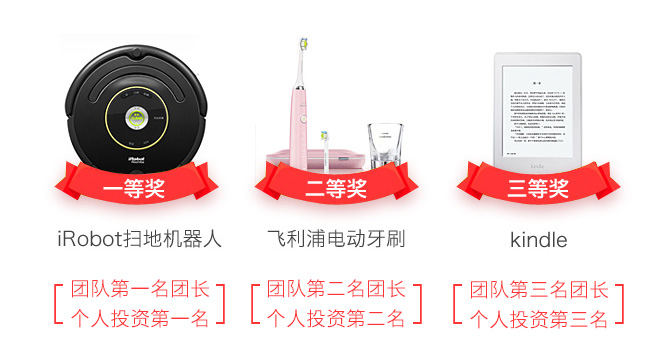 iRobot
kindle
一等奖
二等奖
三等奖
iRobot扫地机器人
飞利浦电动牙刷
kindle
团队第一名团长
个人投资第一名
团队第二名团长
个人投资第二名
团队第三名团长
个人投资第三名